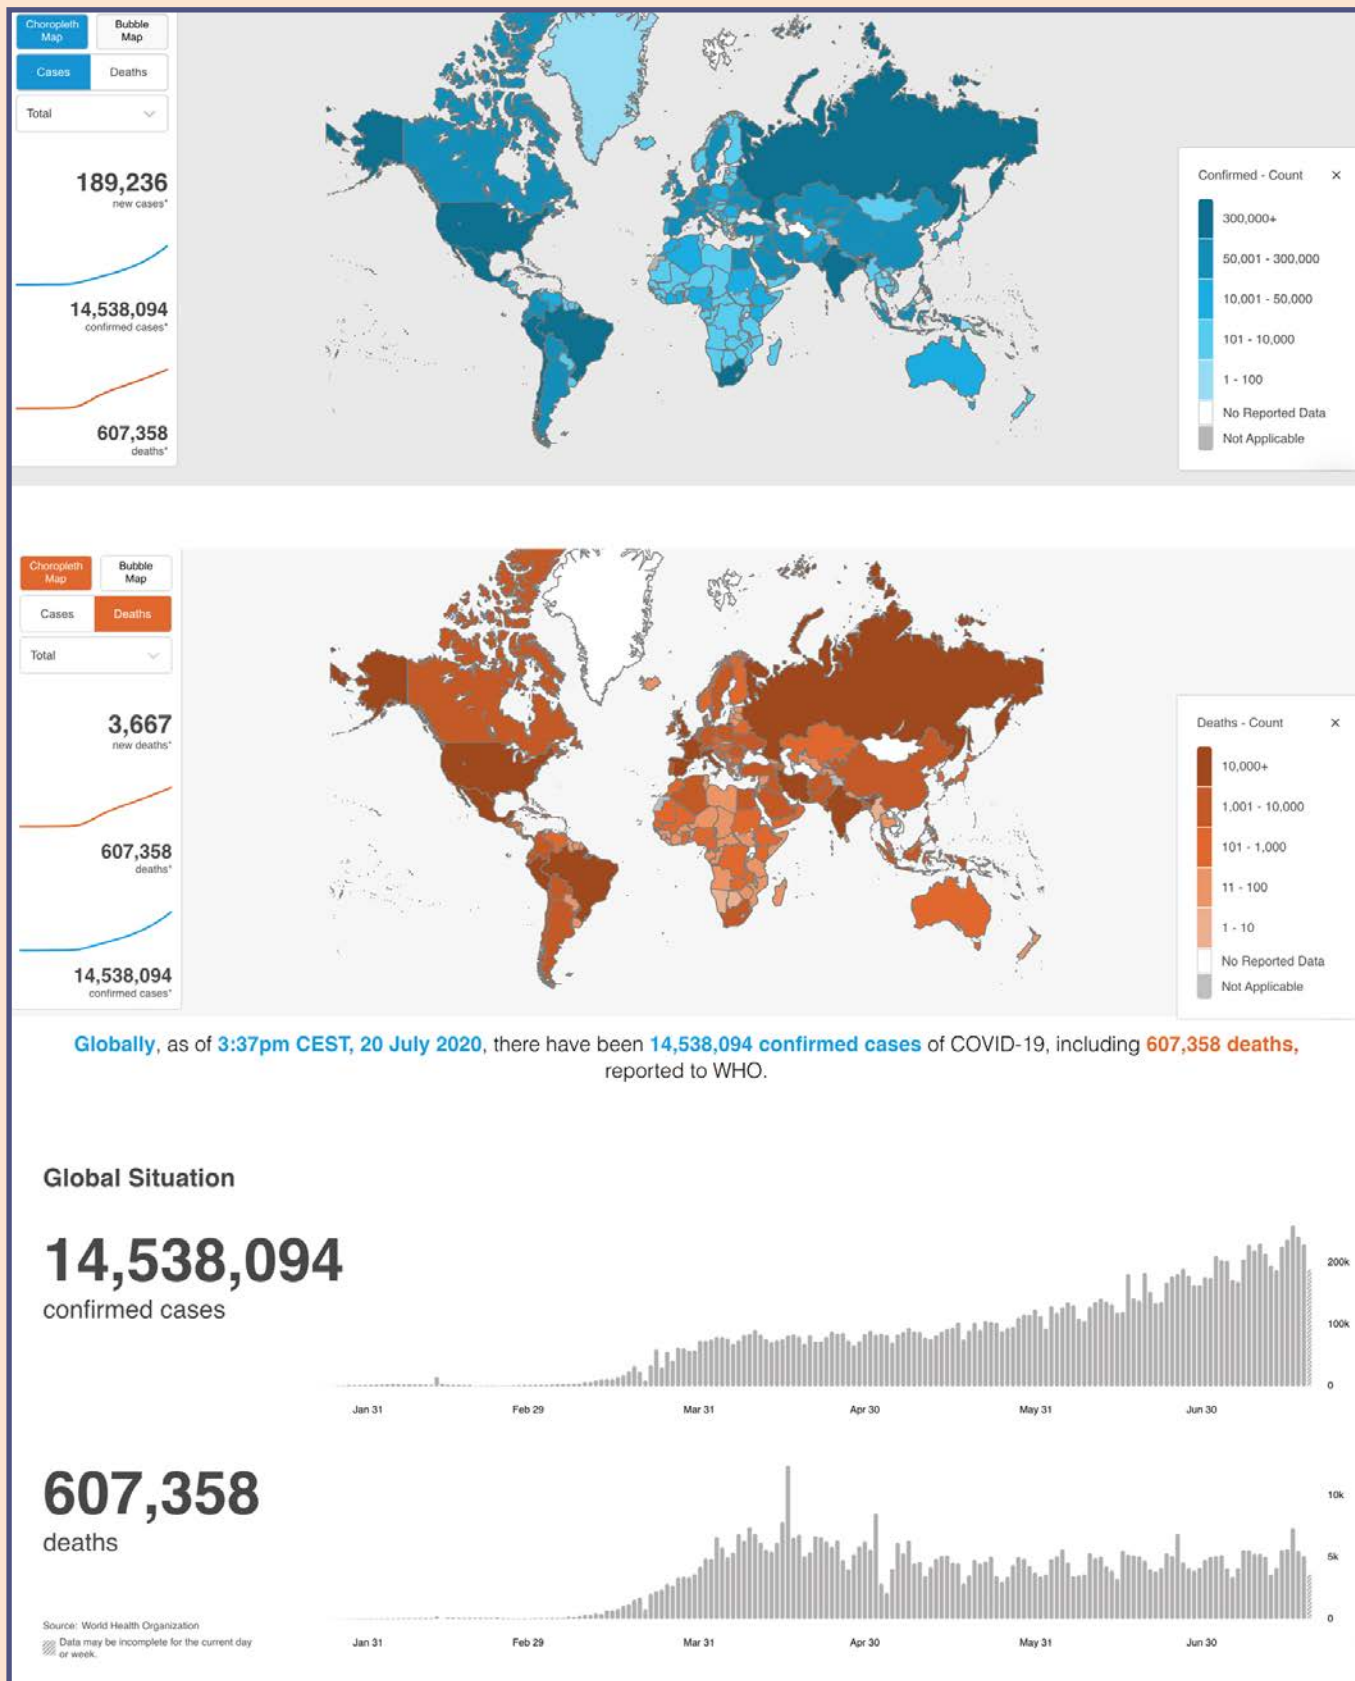 Choropleth
Map
Bubble
Map
Cases
Deaths
Total
189,236
new cases*
14,538,094
confirmed cases*
607,358
deaths*
Confirmed - Count ×
300,000+
50,001 - 300,000
10,001 - 50,000
101 - 10,000
1 - 100
No Reported Data
Not Applicable
Choropleth
Map
Bubble
Map
Cases
Deaths
Total
3,667
new deaths*
607,358
deaths*
14,538,094
confirmed cases*
Deaths - Count ×
10,000+
1,001 - 10,000
101 - 1,000
11 - 100
1 - 10
No Reported Data
Not Applicable
Globally, as of 3:37pm CEST, 20 July 2020, there have been 14,538,094 confirmed cases of COVID-19, including 607,358 deaths,
reported to WHO.
Global Situation
14,538,094
confirmed cases
200k
100k
0
Jan 31 Feb 29 Mar 31 Apr 30 May 31 Jun 30
607,358
deaths
10k
5k
0
Jan 31 Feb 29 Mar 31 Apr 30 May 31 Jun 30
Source: World Health Organization
Data may be incomplete for the current day
or week.